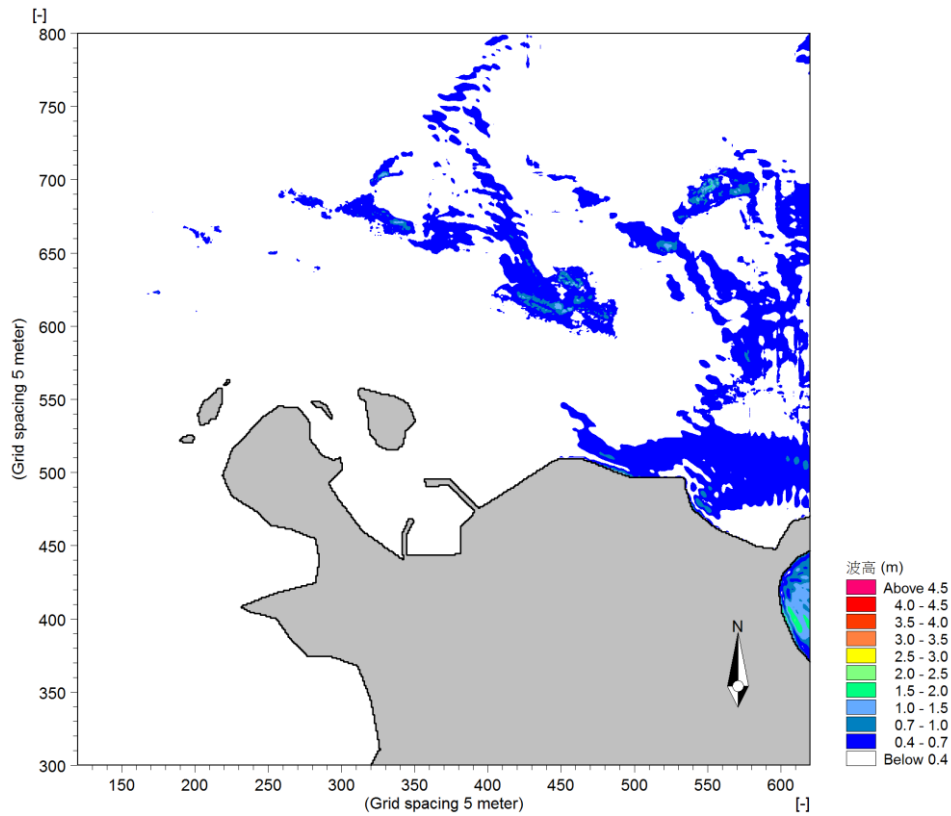 [-]
800
750
700
650
600
550
500
450
400
350
300
(Grid spacing 5 meter)
150 200 250 300 350 400 450 500 550 600
(Grid spacing 5 meter)
[-]
N
波高 (m)
Above 4.5
4.0 - 4.5
3.5 - 4.0
3.0 - 3.5
2.5 - 3.0
2.0 - 2.5
1.5 - 2.0
1.0 - 1.5
0.7 - 1.0
0.4 - 0.7
Below 0.4